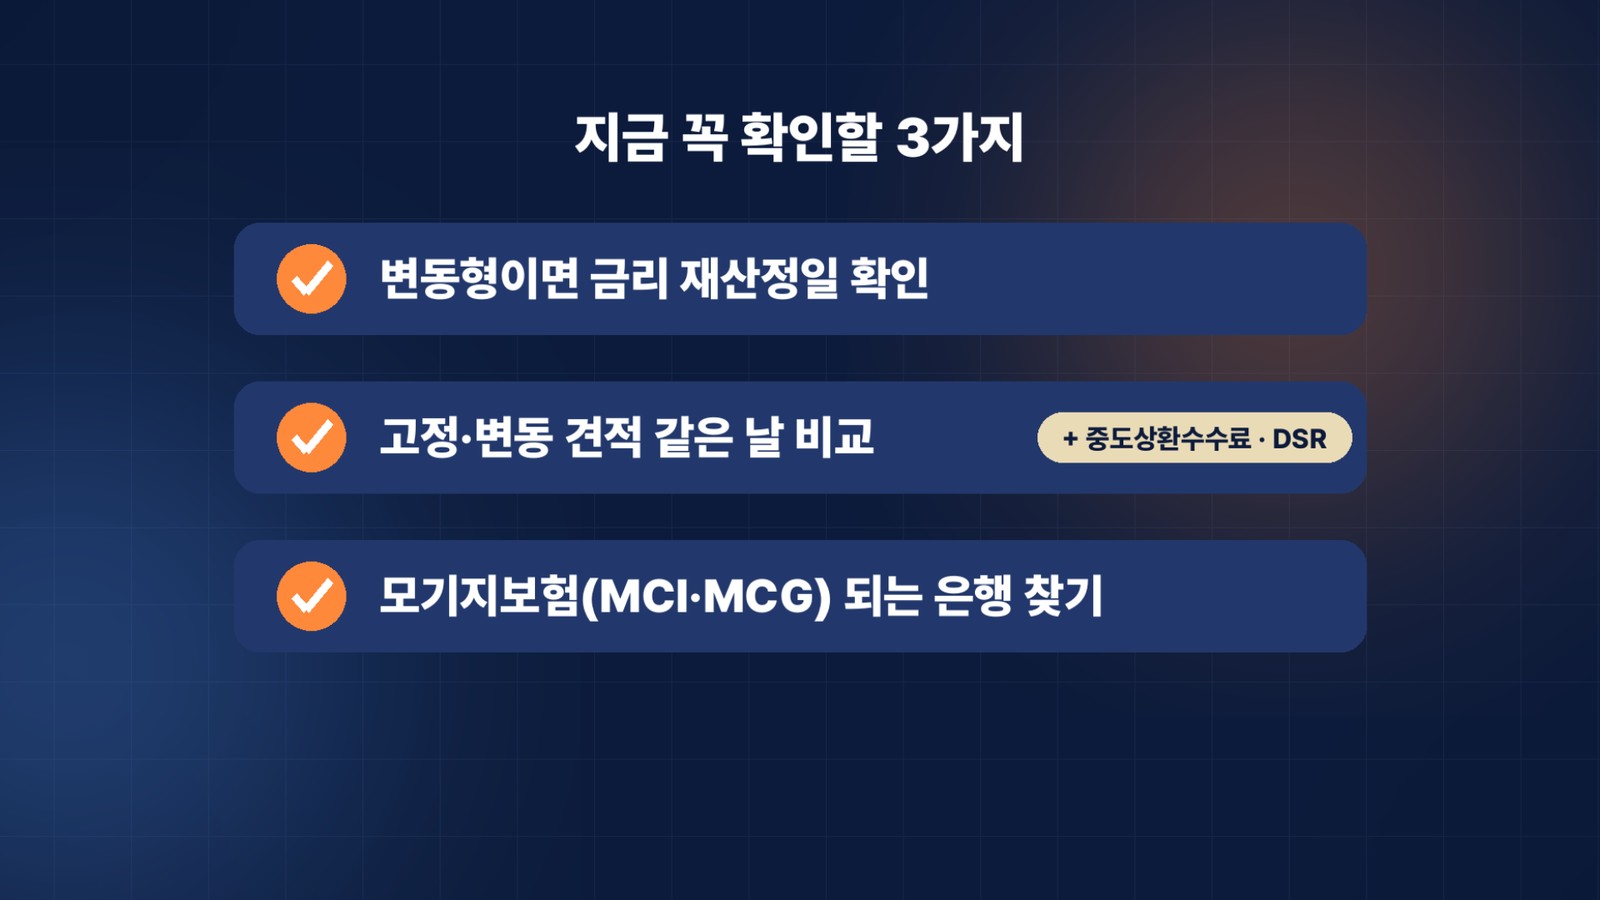 지금 꼭 확인할 3가지
변동형이면 금리 재산정일 확인
고정·변동 견적 같은 날 비교
+ 중도상환수수료 · DSR
모기지보험(MCI·MCG) 되는 은행 찾기